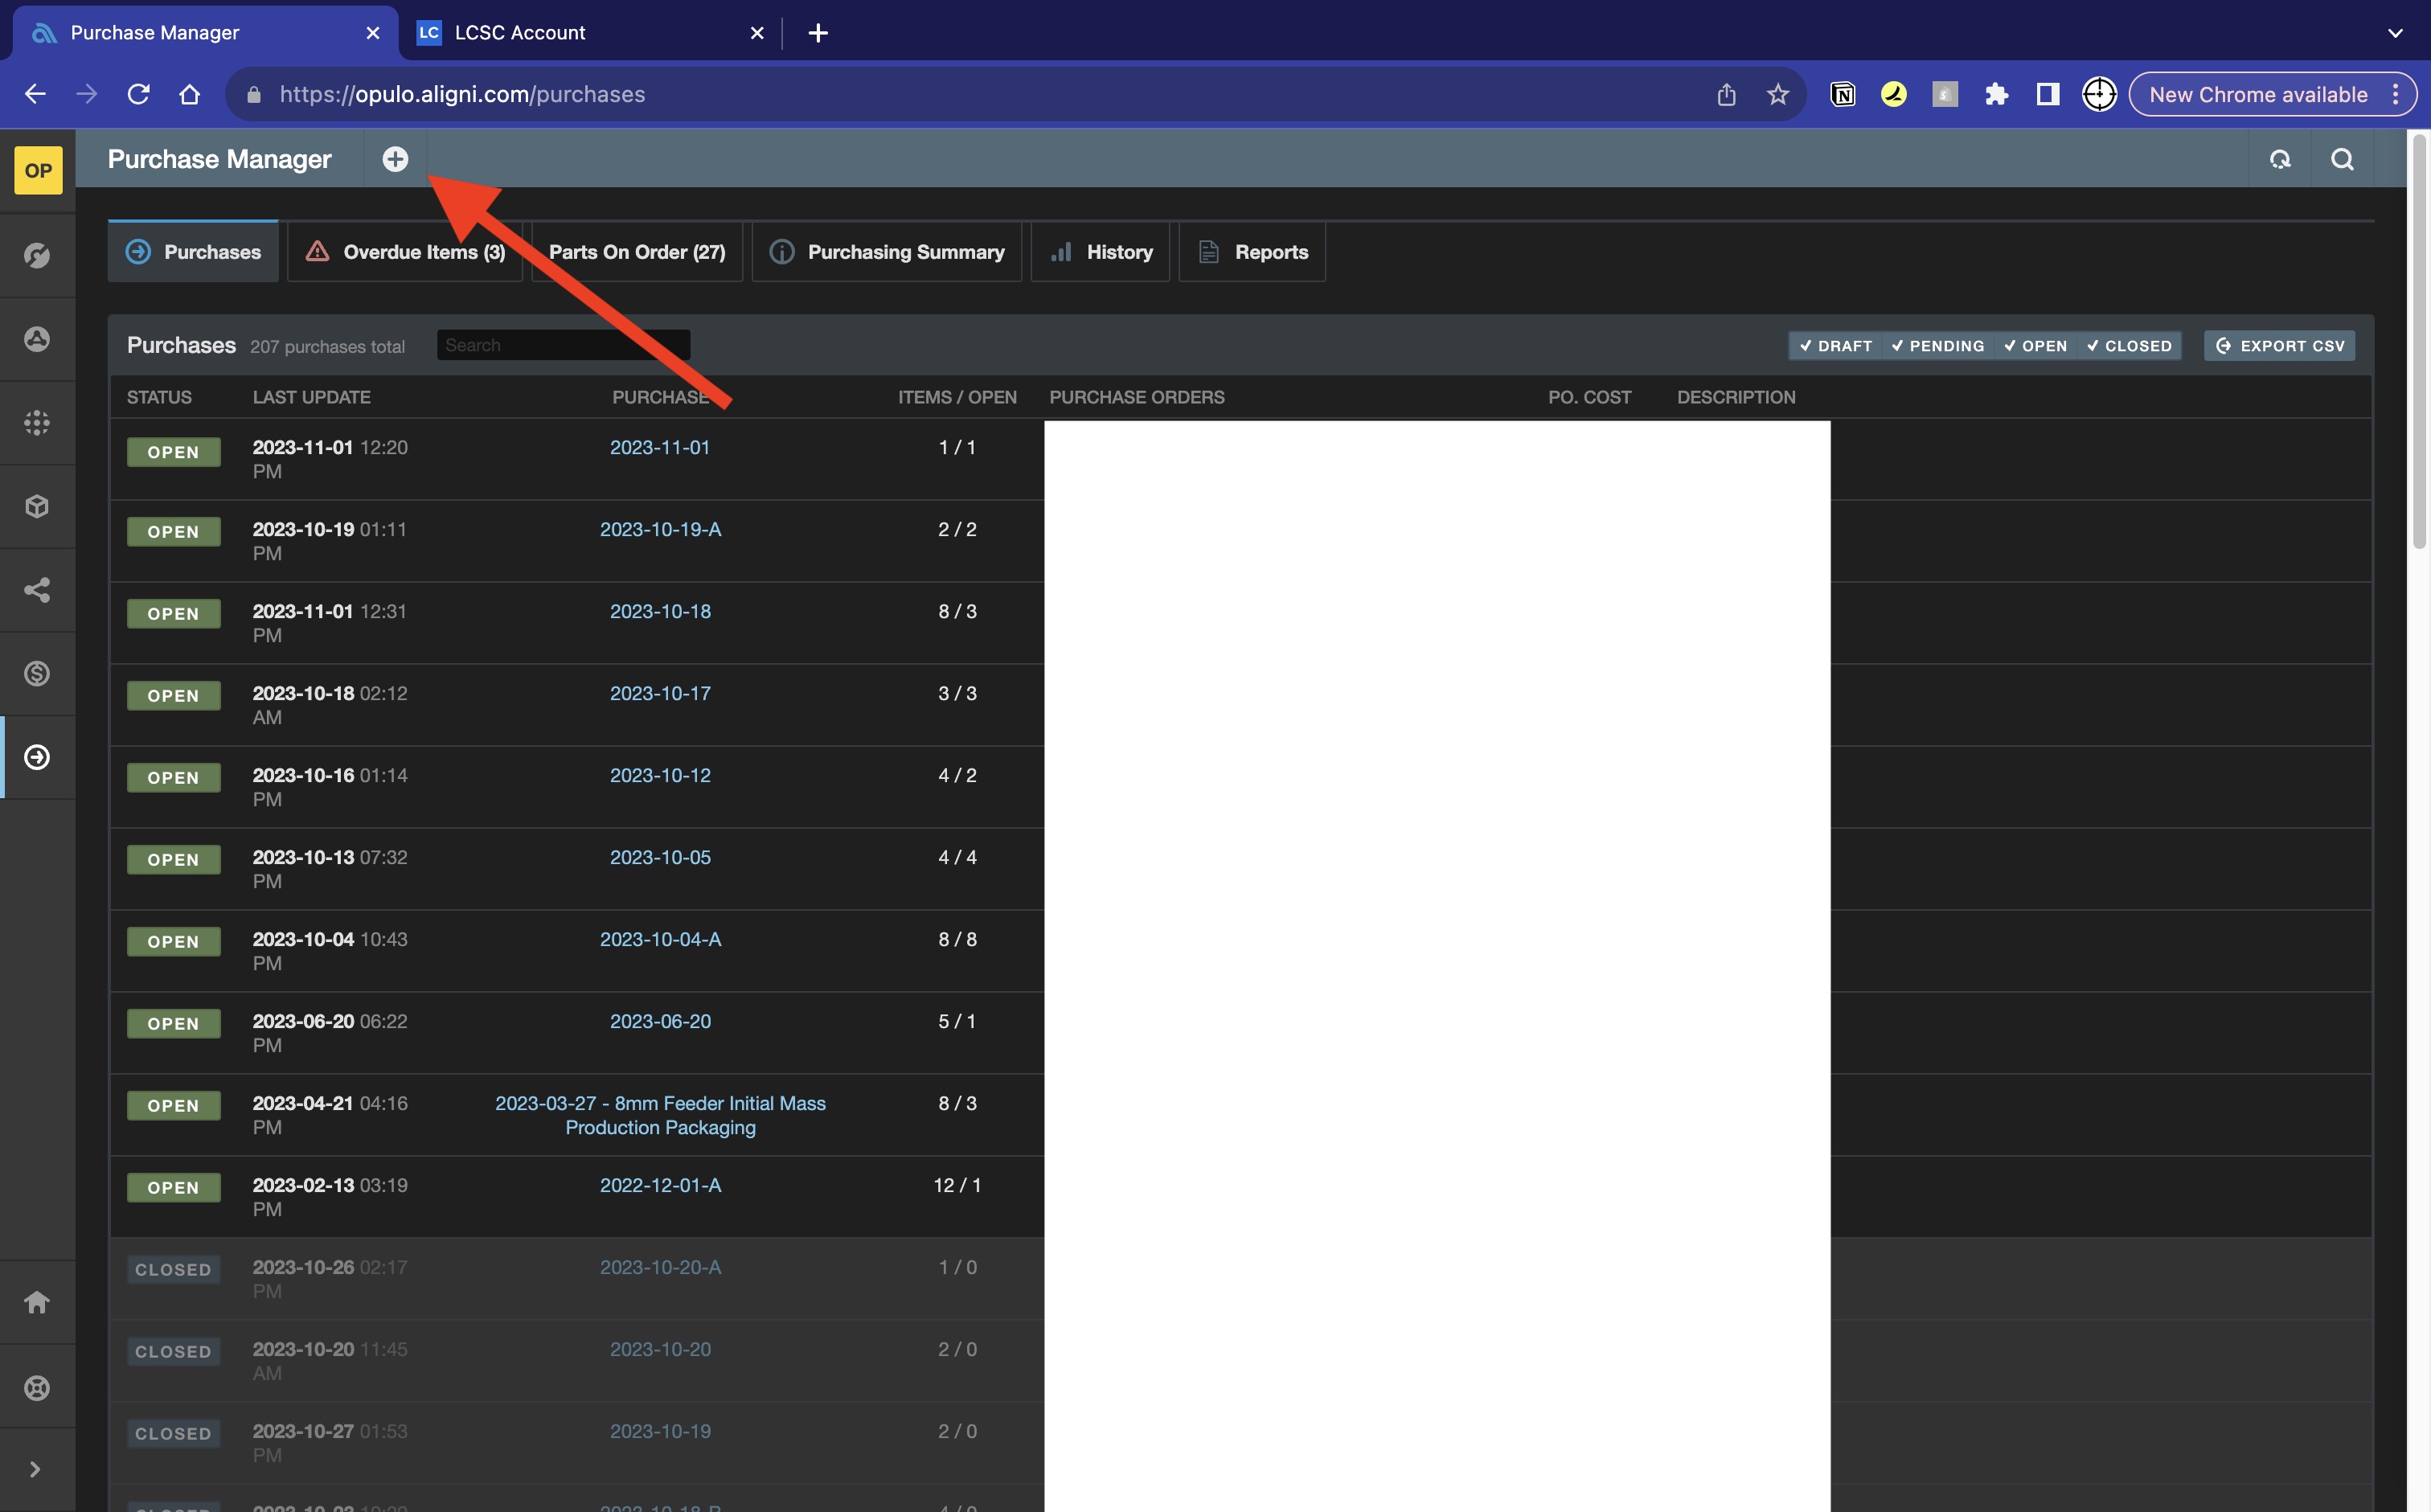 Purchase Manager
LC LCSC Account
https://opulo.aligni.com/purchases
New Chrome available
OP
Purchase Manager
Purchases
Overdue Items (3)
Parts On Order (27)
Purchasing Summary
History
Reports
Purchases 207 purchases total
Search
DRAFT PENDING OPEN CLOSED
EXPORT CSV
STATUS LAST UPDATE PURCHASE ITEMS / OPEN PURCHASE ORDERS PO. COST DESCRIPTION
OPEN 2023-11-01 12:20 2023-11-01 1 / 1
PM
OPEN 2023-10-19 01:11 2023-10-19-A 2 / 2
PM
OPEN 2023-11-01 12:31 2023-10-18 8 / 3
PM
OPEN 2023-10-18 02:12 2023-10-17 3 / 3
AM
OPEN 2023-10-16 01:14 2023-10-12 4 / 2
PM
OPEN 2023-10-13 07:32 2023-10-05 4 / 4
PM
OPEN 2023-10-04 10:43 2023-10-04-A 8 / 8
PM
OPEN 2023-06-20 06:22 2023-06-20 5 / 1
PM
OPEN 2023-04-21 04:16 2023-03-27 - 8mm Feeder Initial Mass 8 / 3
PM Production Packaging
OPEN 2023-02-13 03:19 2022-12-01-A 12 / 1
PM
CLOSED 2023-10-26 02:17 2023-10-20-A 1 / 0
PM
CLOSED 2023-10-20 11:45 2023-10-20 2 / 0
AM
CLOSED 2023-10-27 01:53 2023-10-19 2 / 0
PM